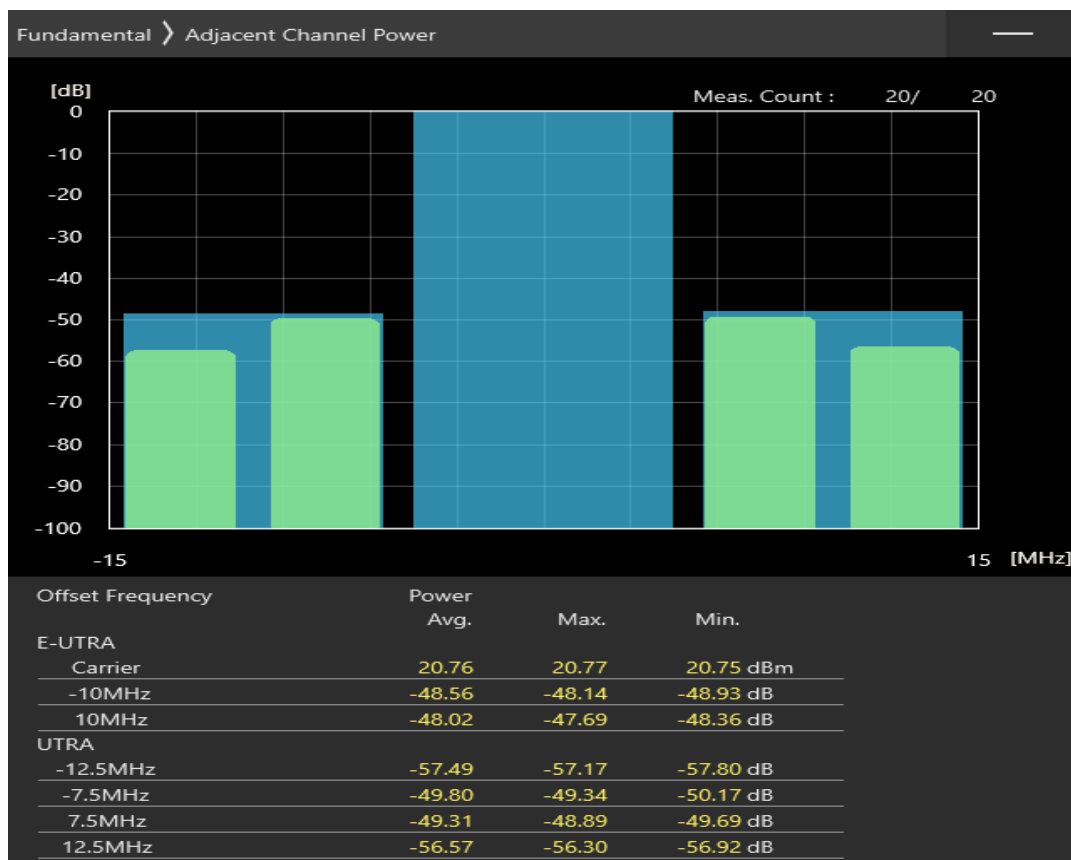 Fundamental ❯ Adjacent Channel Power
[dB]
Meas. Count : 20/ 20
0
-10
-20
-30
-40
-50
-60
-70
-80
-90
-100
-15 15 [MHz]
Offset Frequency Power
Avg. Max. Min.
E-UTRA
Carrier 20.76 20.77 20.75 dBm
-10MHz -48.56 -48.14 -48.93 dB
10MHz -48.02 -47.69 -48.36 dB
UTRA
-12.5MHz -57.49 -57.17 -57.80 dB
-7.5MHz -49.80 -49.34 -50.17 dB
7.5MHz -49.31 -48.89 -49.69 dB
12.5MHz -56.57 -56.30 -56.92 dB